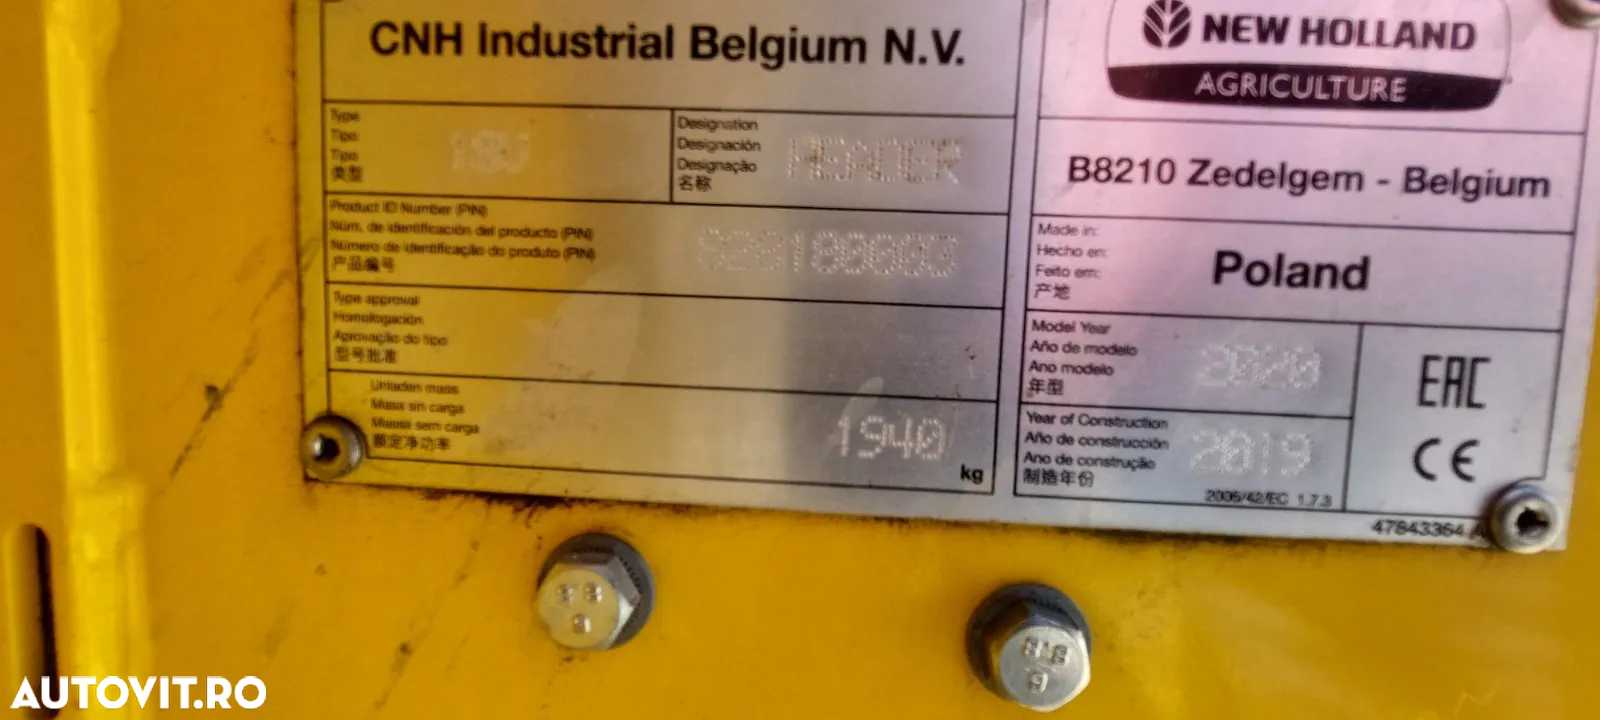 CNH Industrial Belgium N.V.
NEW HOLLAND
AGRICULTURE
Type
Tipo
Tipo
类型
Designation
Designación
Designação
名称
HEADER
B8210 Zedelgem - Belgium
Product ID Number (PIN)
Núm. de identificación del producto (PIN)
Número de identificação do produto (PIN)
产品编号
Made in:
Hecho en:
Feito em:
产地
Poland
Type approval
Homologación
Aprovação do tipo
型号批准
Model Year
Año de modelo
Ano modelo
年型
2020
EAC
Unladen mass
Masa sin carga
Massa sem carga
额定净功率
1940
kg
Year of Construction
Año de construcción
Ano de construção
制造年份
2019
CE
2006/42/EC 1.7.3
47843364 A
8.8
9
AUTOVIT.RO